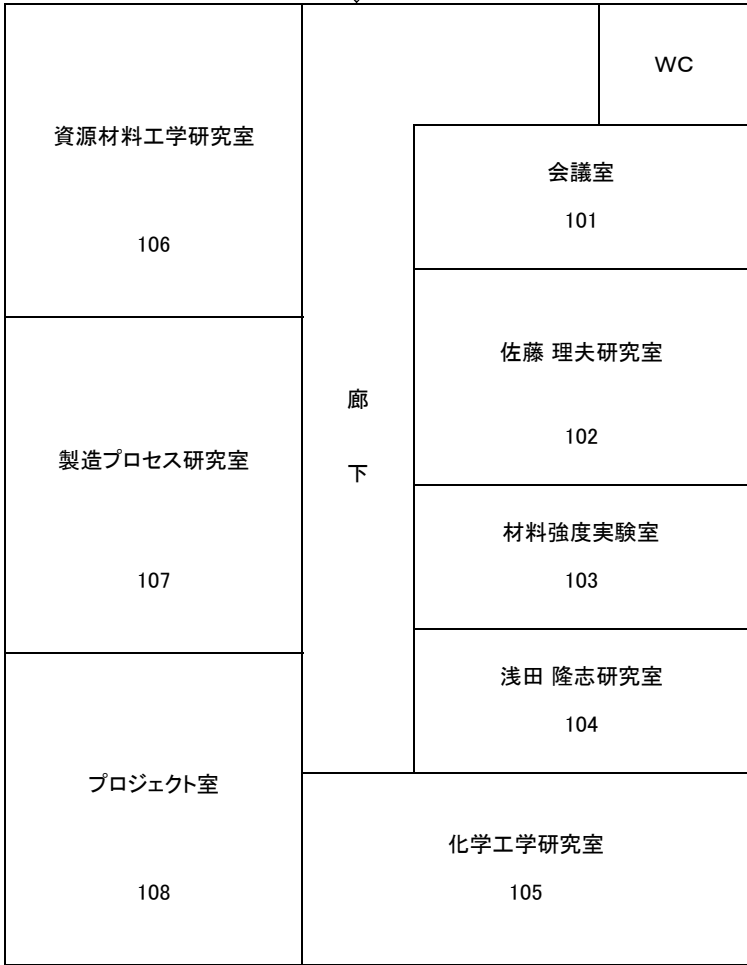 WC
資源材料工学研究室
106
会議室
101
佐藤 理夫研究室
102
廊
下
製造プロセス研究室
107
材料強度実験室
103
浅田 隆志研究室
104
プロジェクト室
108
化学工学研究室
105